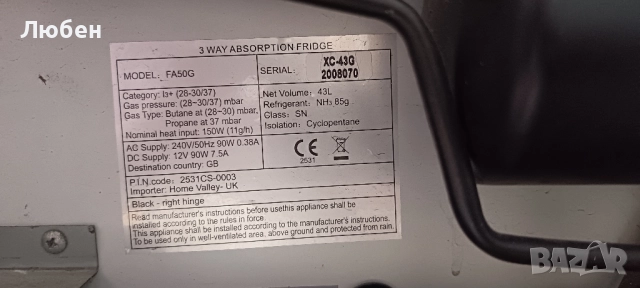 Любен
3 WAY ABSORPTION FRIDGE
MODEL: FA50G
SERIAL: XC-43G
2008070
Category: I3+ (28-30/37)
Gas pressure: (28-30/37) mbar
Gas Type: Butane at (28-30) mbar,
Propane at 37 mbar
Nominal heat input: 150W (11g/h)
Net Volume: 43L
Refrigerant: NH3 85g
Glass: SN
Isolation: Cyclopentane
AC Supply: 240V/50Hz 90W 0.38A
DC Supply: 12V 90W 7.5A
Destination country: GB
CE
2531
P.I.N code: 2531CS-0003
Importer: Home Valley- UK
Black - right hinge
Read manufacturer's instructions before usethis appliance should be
installed according to the rules in force.
This appliance shall be installed according to the manufacturer's instructions.
To be used only in well-ventilated area, above ground and protected from rain.
BAZAR